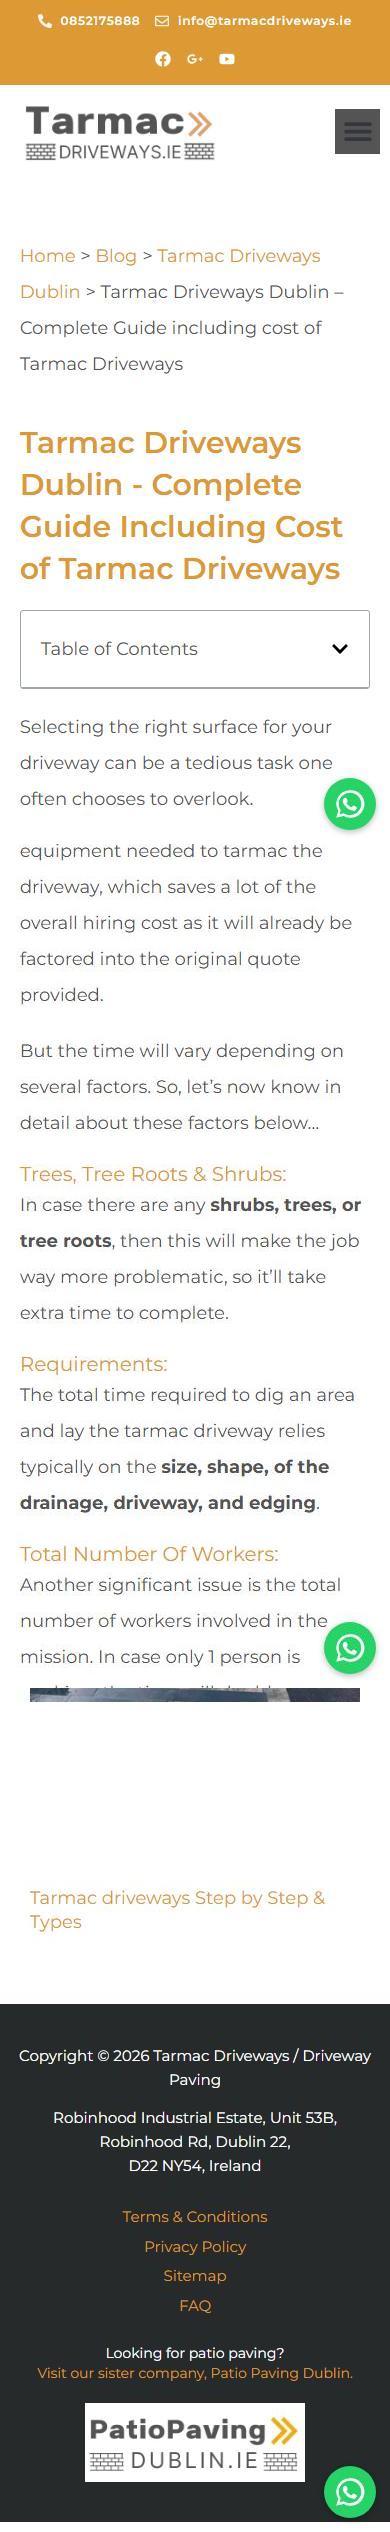 0852175888 info@tarmacdriveways.ie
Tarmac
DRIVEWAYS.IE
Home > Blog > Tarmac Driveways
Dublin > Tarmac Driveways Dublin –
Complete Guide including cost of
Tarmac Driveways
Tarmac Driveways
Dublin - Complete
Guide Including Cost
of Tarmac Driveways
Table of Contents
Selecting the right surface for your
driveway can be a tedious task one
often chooses to overlook.
equipment needed to tarmac the
driveway, which saves a lot of the
overall hiring cost as it will already be
factored into the original quote
provided.
But the time will vary depending on
several factors. So, let’s now know in
detail about these factors below…
Trees, Tree Roots & Shrubs:
In case there are any shrubs, trees, or
tree roots, then this will make the job
way more problematic, so it’ll take
extra time to complete.
Requirements:
The total time required to dig an area
and lay the tarmac driveway relies
typically on the size, shape, of the
drainage, driveway, and edging.
Total Number Of Workers:
Another significant issue is the total
number of workers involved in the
mission. In case only 1 person is
Tarmac driveways Step by Step &
Types
Copyright © 2026 Tarmac Driveways / Driveway
Paving
Robinhood Industrial Estate, Unit 53B,
Robinhood Rd, Dublin 22,
D22 NY54, Ireland
Terms & Conditions
Privacy Policy
Sitemap
FAQ
Looking for patio paving?
Visit our sister company, Patio Paving Dublin.
PatioPaving
DUBLIN.IE